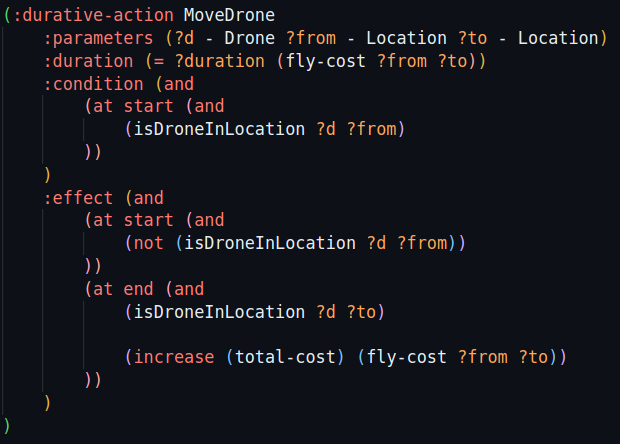 (:durative-action MoveDrone
    :parameters (?d - Drone ?from - Location ?to - Location)
    :duration (= ?duration (fly-cost ?from ?to))
    :condition (and
        (at start (and
            (isDroneInLocation ?d ?from)
        ))
    )
    :effect (and
        (at start (and
            (not (isDroneInLocation ?d ?from))
        ))
        (at end (and
            (isDroneInLocation ?d ?to)

            (increase (total-cost) (fly-cost ?from ?to))
        ))
    )
)